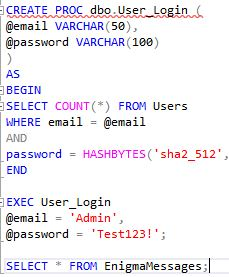 CREATE PROC dbo.User_Login (
@email VARCHAR(50),
@password VARCHAR(100)
)
AS
BEGIN
SELECT COUNT(*) FROM Users
WHERE email = @email
AND
password = HASHBYTES('sha2_512',
END
EXEC User_Login
@email = 'Admin',
@password = 'Test123!';
SELECT * FROM EnigmaMessages;